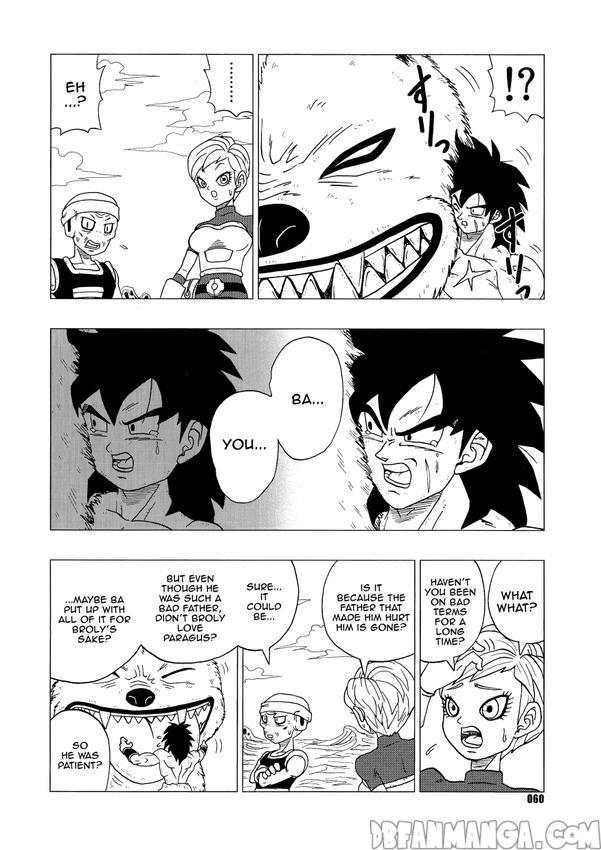 !?
すりっ
すりっ
........
EH
...?
BA...
YOU...
WHAT
WHAT?
HAVEN'T
YOU BEEN
ON BAD
TERMS
FOR A
LONG
TIME?
IS IT
BECAUSE
THE FATHER
THAT
MADE HIM
HURT HIM
IS GONE?
SURE...
IT
COULD
BE...
BUT EVEN
THOUGH HE
WAS SUCH A
BAD FATHER,
DIDN'T BROLY
LOVE
PARAGUS?
...MAYBE BA
PUT UP WITH
ALL OF IT FOR
BROLY'S
SAKE?
SO
HE WAS
PATIENT?
060
DBFANMANGA.COM